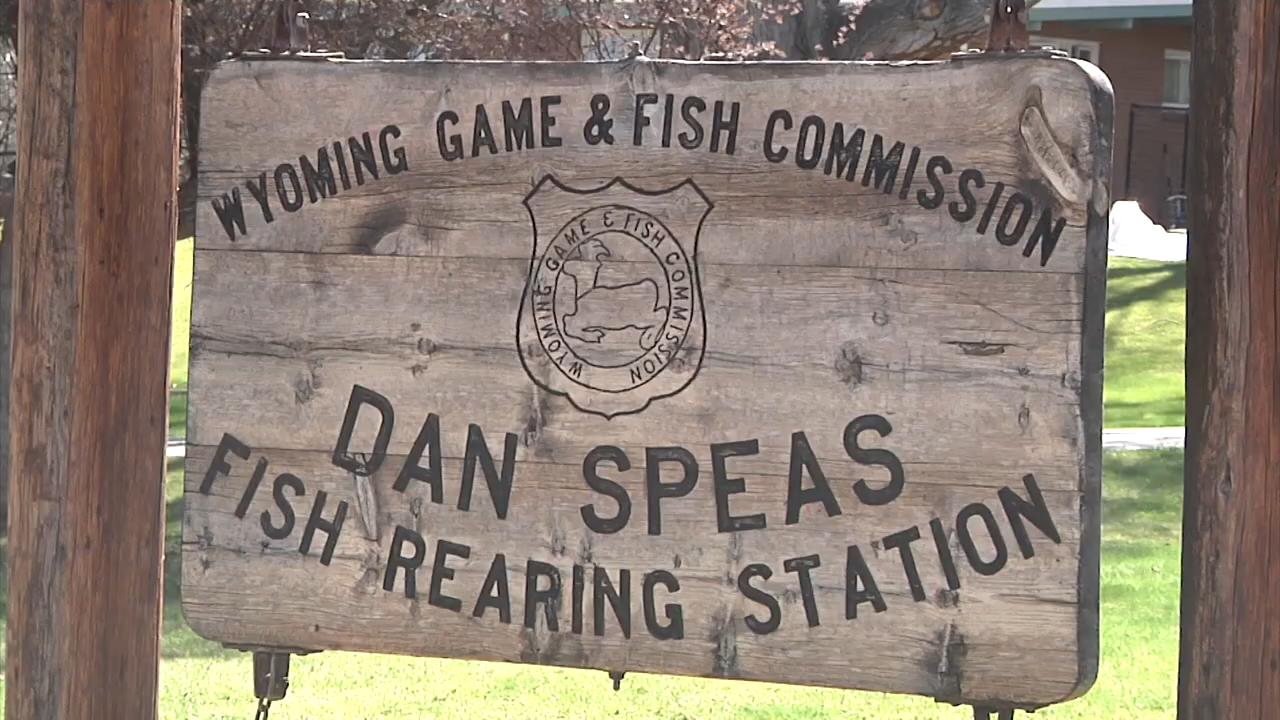 WYOMING GAME & FISH COMMISSION
WYOMING GAME & FISH COMMISSION
DAN SPEAS
FISH REARING STATION